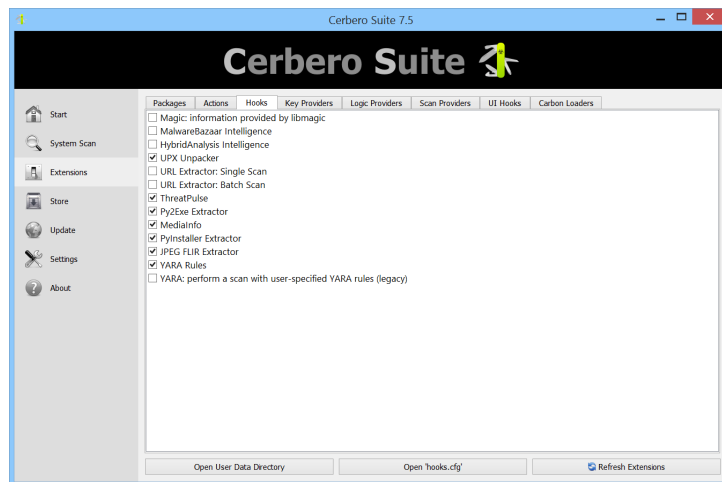 Cerbero Suite 7.5
Cerbero Suite
Start
System Scan
Extensions
Store
Update
Settings
About
Packages Actions Hooks Key Providers Logic Providers Scan Providers UI Hooks Carbon Loaders
Magic: information provided by libmagic
MalwareBazaar Intelligence
HybridAnalysis Intelligence
UPX Unpacker
URL Extractor: Single Scan
URL Extractor: Batch Scan
ThreatPulse
Py2Exe Extractor
MediaInfo
PyInstaller Extractor
JPEG FLIR Extractor
YARA Rules
YARA: perform a scan with user-specified YARA rules (legacy)
Open User Data Directory Open 'hooks.cfg' Refresh Extensions